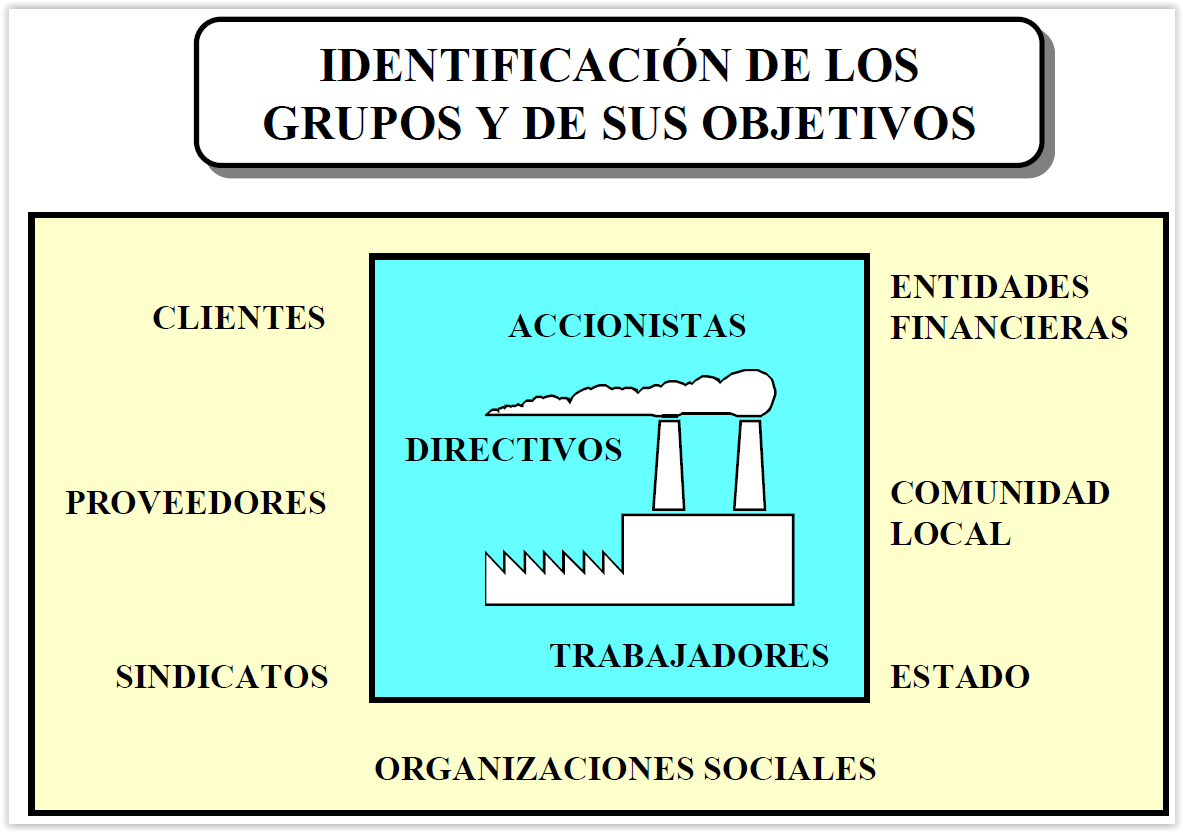 IDENTIFICACIÓN DE LOS
GRUPOS Y DE SUS OBJETIVOS
CLIENTES
PROVEEDORES
SINDICATOS
ACCIONISTAS
DIRECTIVOS
TRABAJADORES
ENTIDADES
FINANCIERAS
COMUNIDAD
LOCAL
ESTADO
ORGANIZACIONES SOCIALES